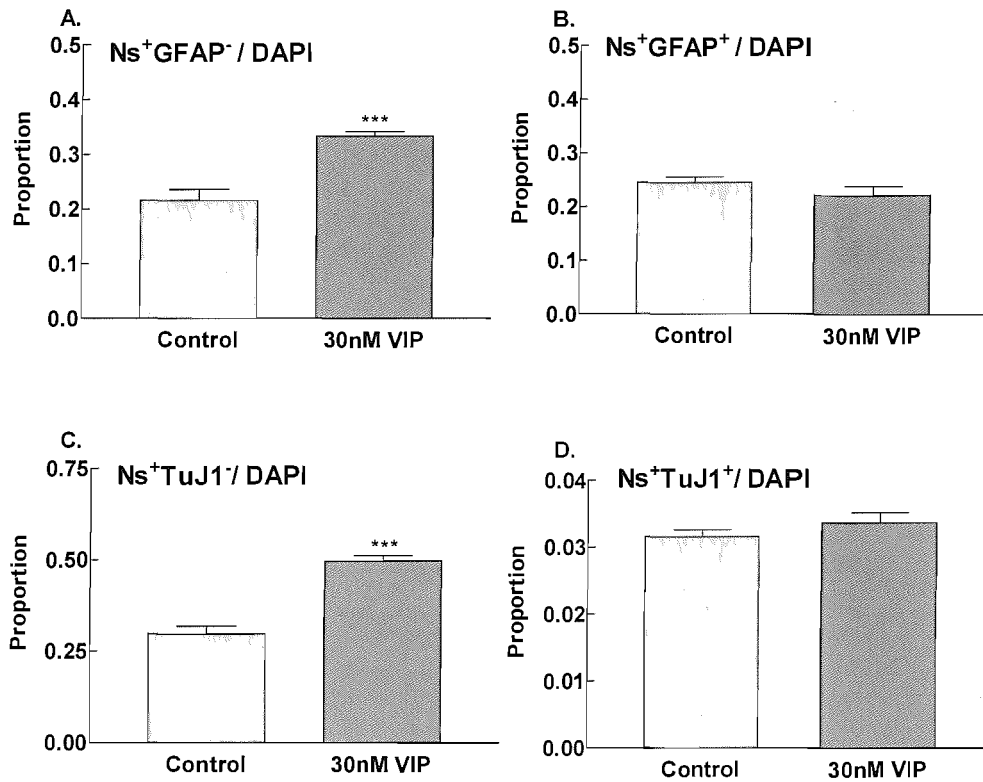 A.
Ns⁺GFAP⁻ / DAPI
0.5
0.4
0.3
0.2
0.1
0.0
Proportion
***
Control
30nM VIP
B.
Ns⁺GFAP⁺ / DAPI
0.5
0.4
0.3
0.2
0.1
0.0
Proportion
Control
30nM VIP
C.
Ns⁺TuJ1⁻/ DAPI
0.75
0.50
0.25
0.00
Proportion
***
Control
30nM VIP
D.
Ns⁺TuJ1⁺/ DAPI
0.04
0.03
0.02
0.01
0.00
Proportion
Control
30nM VIP